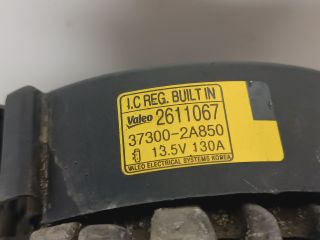 I.C REG. BUILT IN
Valeo 2611067
37300-2A850
13.5V 130A
VALEO ELECTRICAL SYSTEMS KOREA